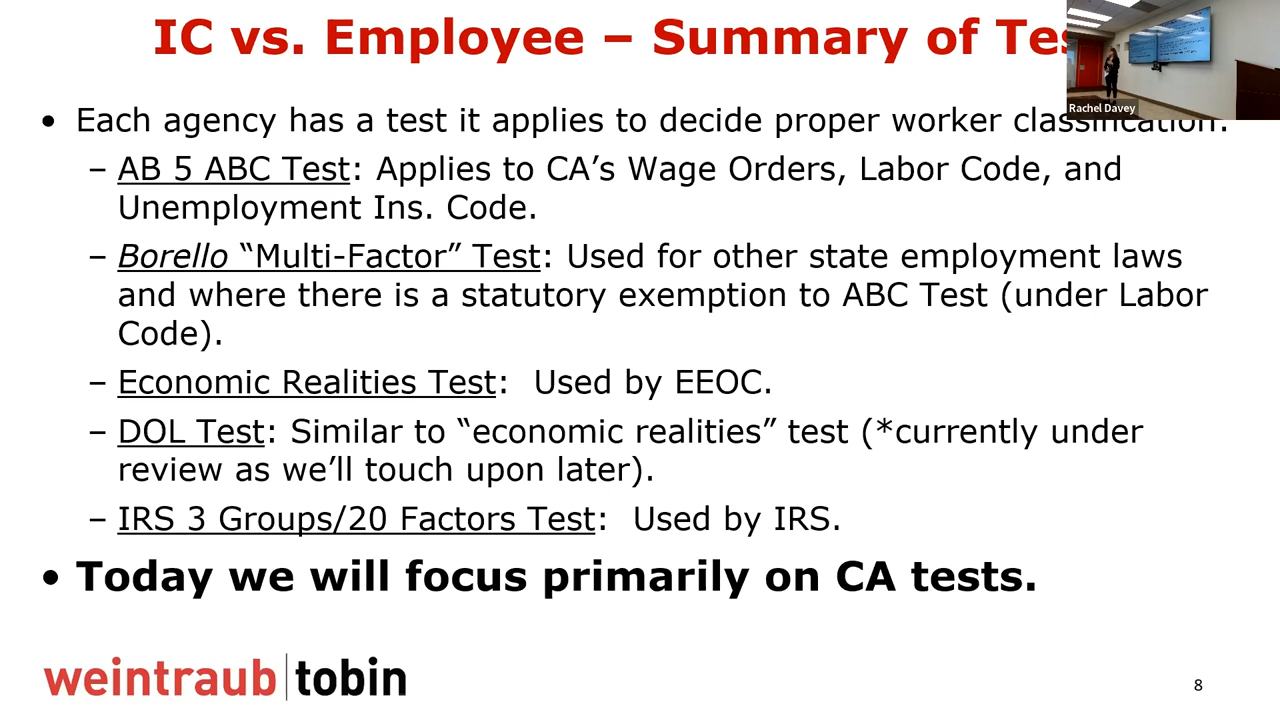 IC vs. Employee – Summary of
Rachel Davey
• Each agency has a test it applies to decide proper worker classification.
– AB 5 ABC Test: Applies to CA’s Wage Orders, Labor Code, and
Unemployment Ins. Code.
– Borello “Multi-Factor” Test: Used for other state employment laws
and where there is a statutory exemption to ABC Test (under Labor
Code).
– Economic Realities Test:  Used by EEOC.
– DOL Test: Similar to “economic realities” test (*currently under
review as we’ll touch upon later).
– IRS 3 Groups/20 Factors Test:  Used by IRS.
• Today we will focus primarily on CA tests.
weintraub|tobin
8